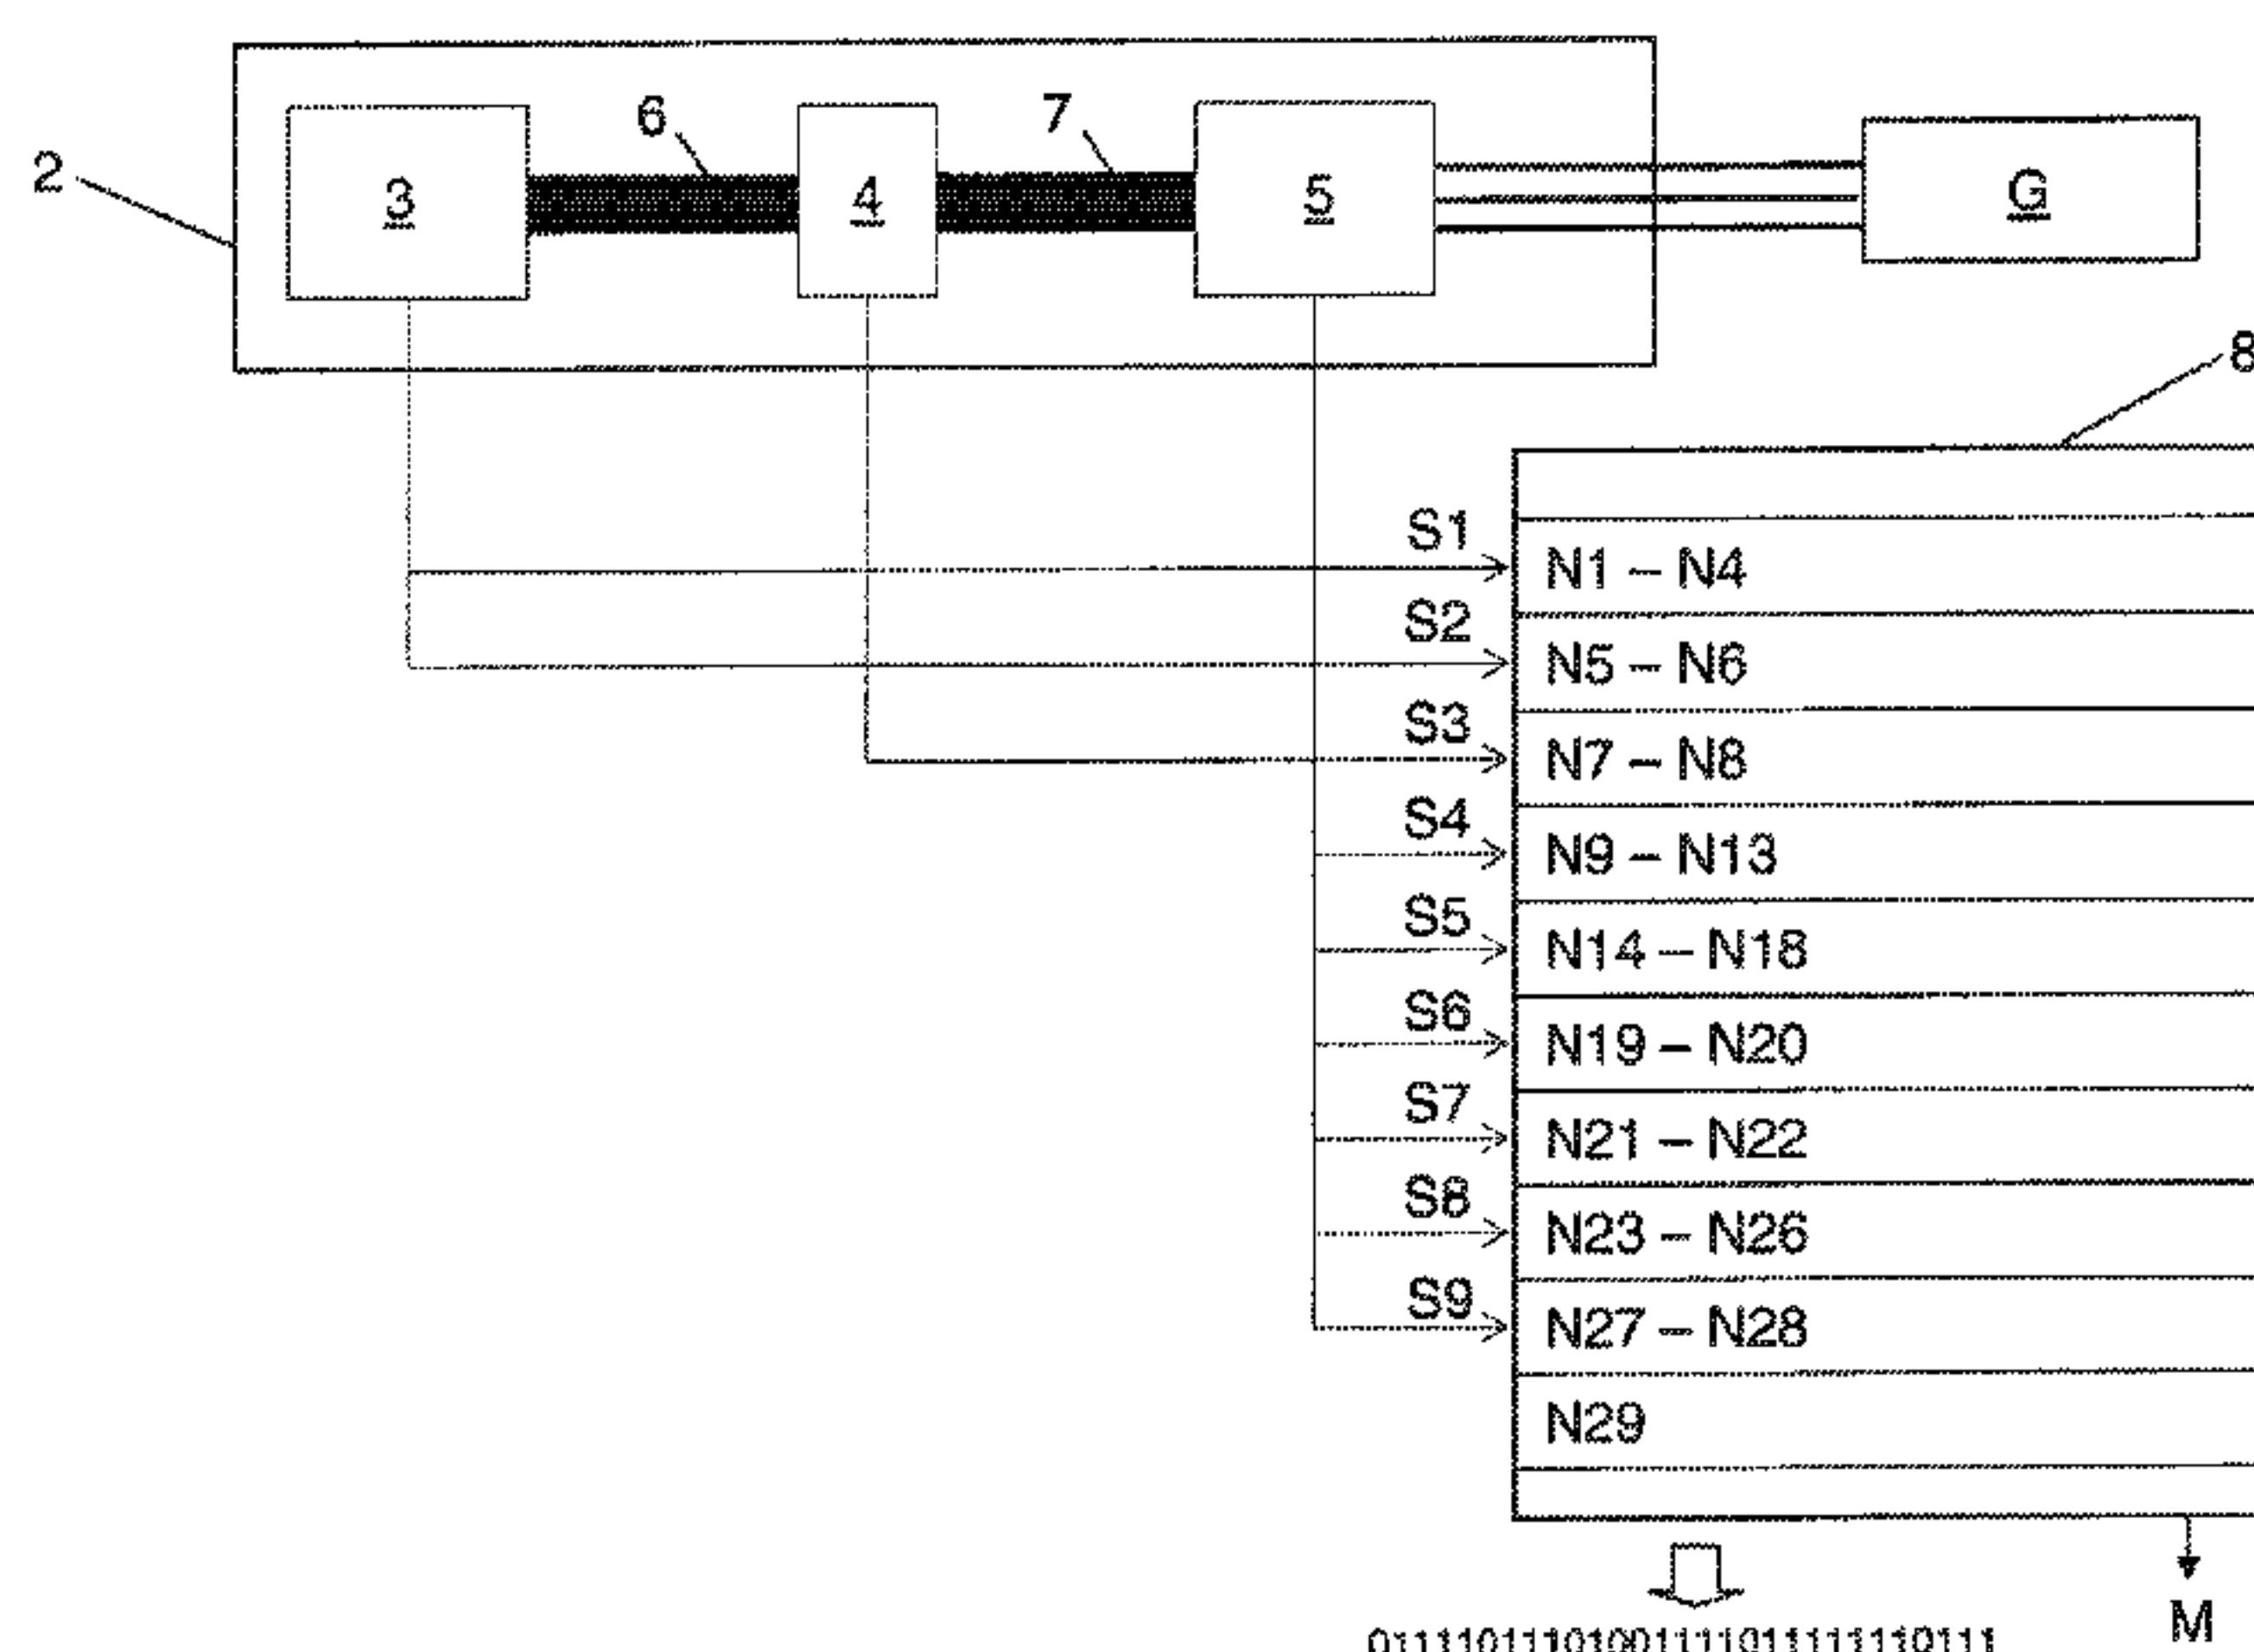 6
7
2
3
4
5
G
8
S1
N1 – N4
S2
N5 – N6
S3
N7 – N8
S4
N9 – N13
S5
N14 – N18
S6
N19 – N20
S7
N21 – N22
S8
N23 – N26
S9
N27 – N28
N29
M